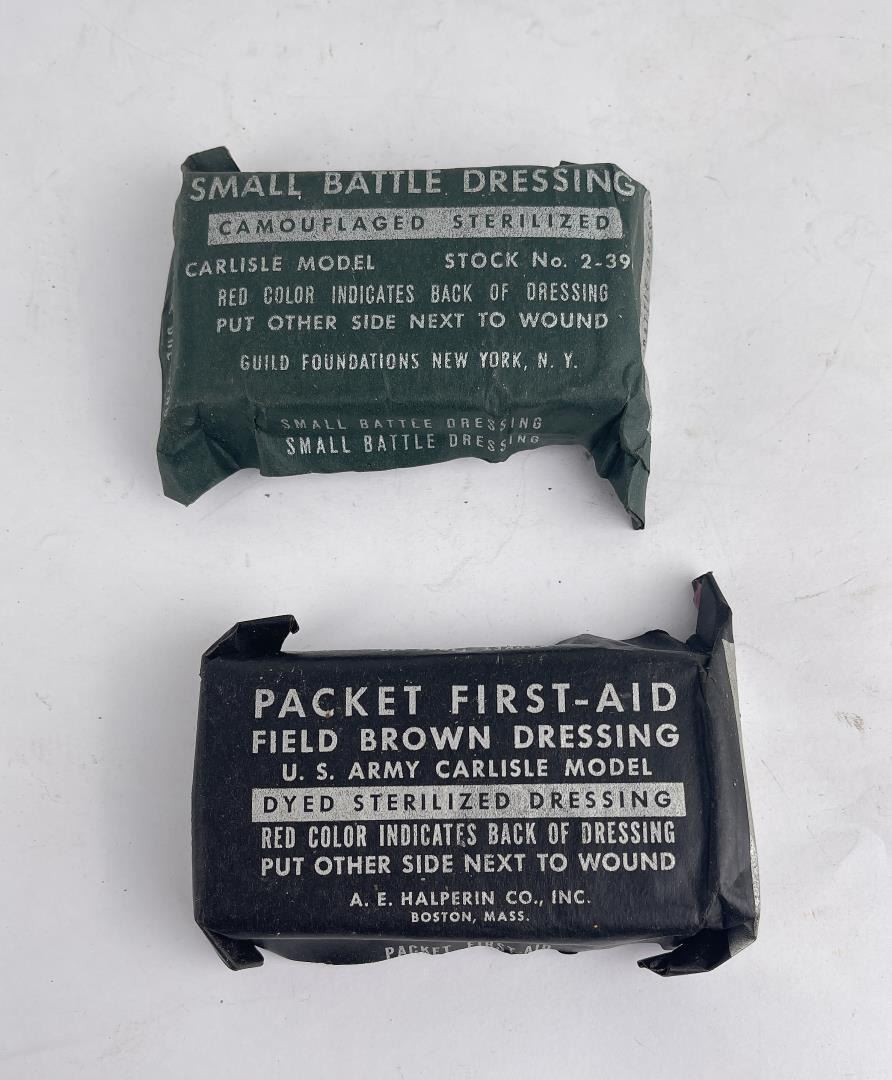 SMALL BATTLE DRESSING
CAMOUFLAGED STERILIZED
CARLISLE MODEL STOCK No. 2-39
RED COLOR INDICATES BACK OF DRESSING
PUT OTHER SIDE NEXT TO WOUND
GUILD FOUNDATIONS NEW YORK, N. Y.
SMALL BATTLE DRESSING
SMALL BATTLE DRESSING
PACKET FIRST-AID
FIELD BROWN DRESSING
U. S. ARMY CARLISLE MODEL
DYED STERILIZED DRESSING
RED COLOR INDICATES BACK OF DRESSING
PUT OTHER SIDE NEXT TO WOUND
A. E. HALPERIN CO., INC.
BOSTON, MASS.
PACKET FIRST-AID